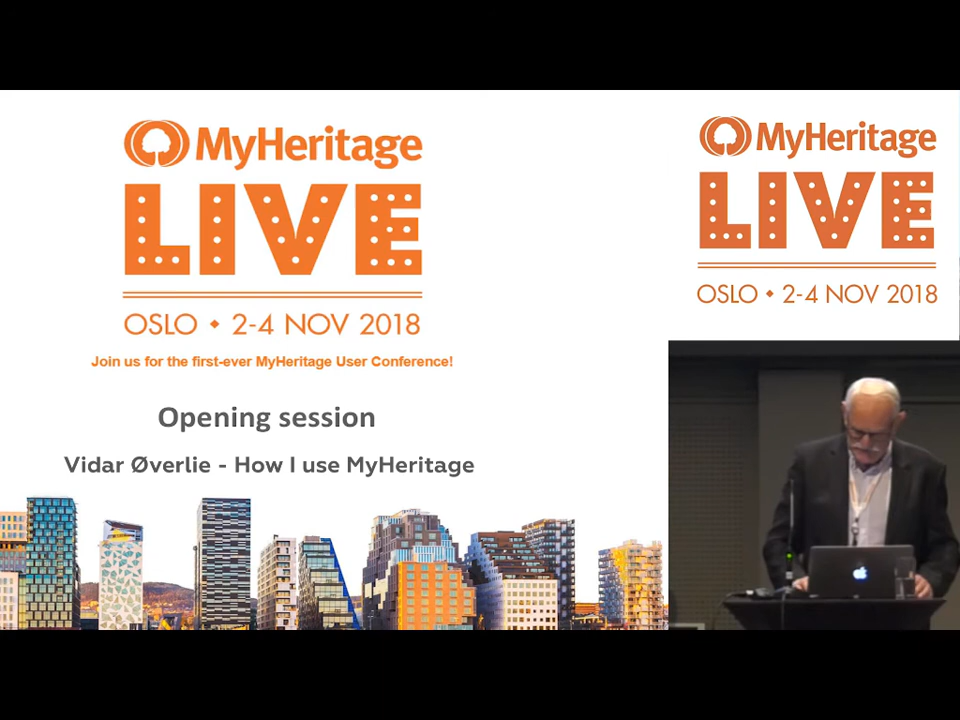 MyHeritage
LIVE
OSLO • 2-4 NOV 2018
Join us for the first-ever MyHeritage User Conference!
Opening session
Vidar Øverlie - How I use MyHeritage
MyHeritage
LIVE
OSLO • 2-4 NOV 2018